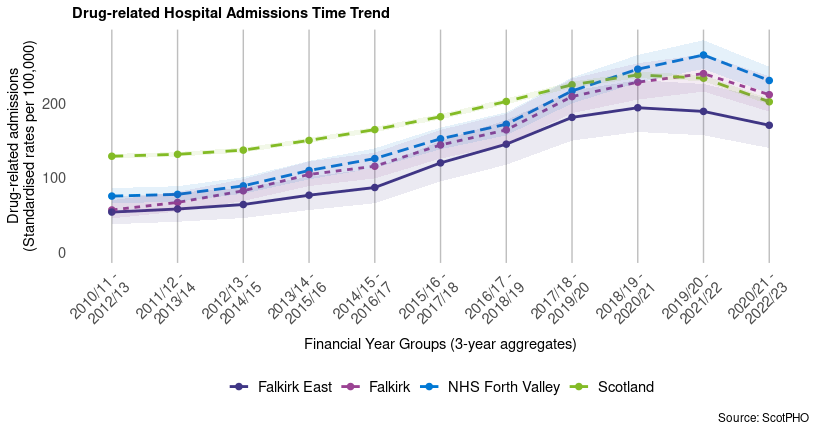 Drug-related Hospital Admissions Time Trend
Drug-related admissions
(Standardised rates per 100,000)
200
100
0
2010/11 -
2012/13
2011/12 -
2013/14
2012/13 -
2014/15
2013/14 -
2015/16
2014/15 -
2016/17
2015/16 -
2017/18
2016/17 -
2018/19
2017/18 -
2019/20
2018/19 -
2020/21
2019/20 -
2021/22
2020/21 -
2022/23
Financial Year Groups (3-year aggregates)
Falkirk East
Falkirk
NHS Forth Valley
Scotland
Source: ScotPHO